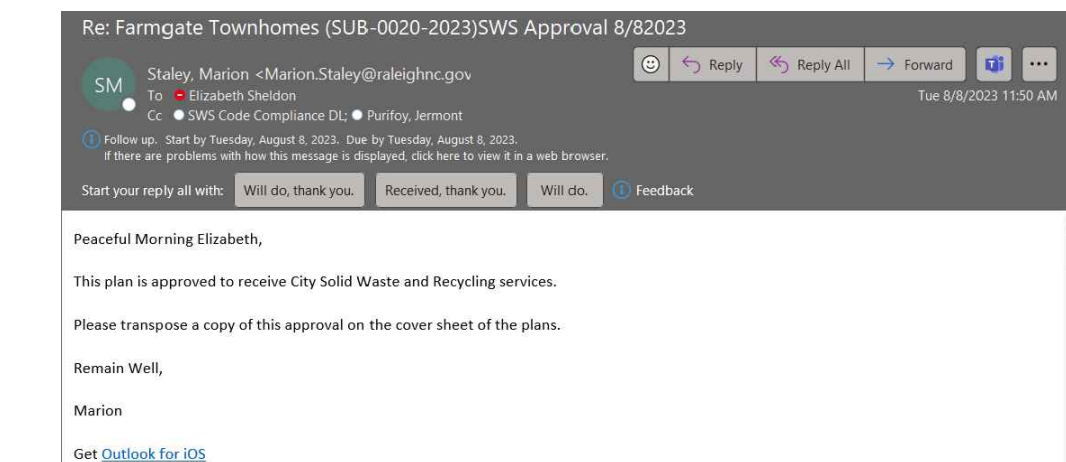 Re: Farmgate Townhomes (SUB-0020-2023)SWS Approval 8/82023
SM
Staley, Marion <Marion.Staley@raleighnc.gov
To Elizabeth Sheldon
Cc SWS Code Compliance DL; Purifoy, Jermont
Reply
Reply All
Forward
Tue 8/8/2023 11:50 AM
Follow up. Start by Tuesday, August 8, 2023. Due by Tuesday, August 8, 2023.
If there are problems with how this message is displayed, click here to view it in a web browser.
Start your reply all with: Will do, thank you. Received, thank you. Will do. Feedback
Peaceful Morning Elizabeth,
This plan is approved to receive City Solid Waste and Recycling services.
Please transpose a copy of this approval on the cover sheet of the plans.
Remain Well,
Marion
Get Outlook for iOS